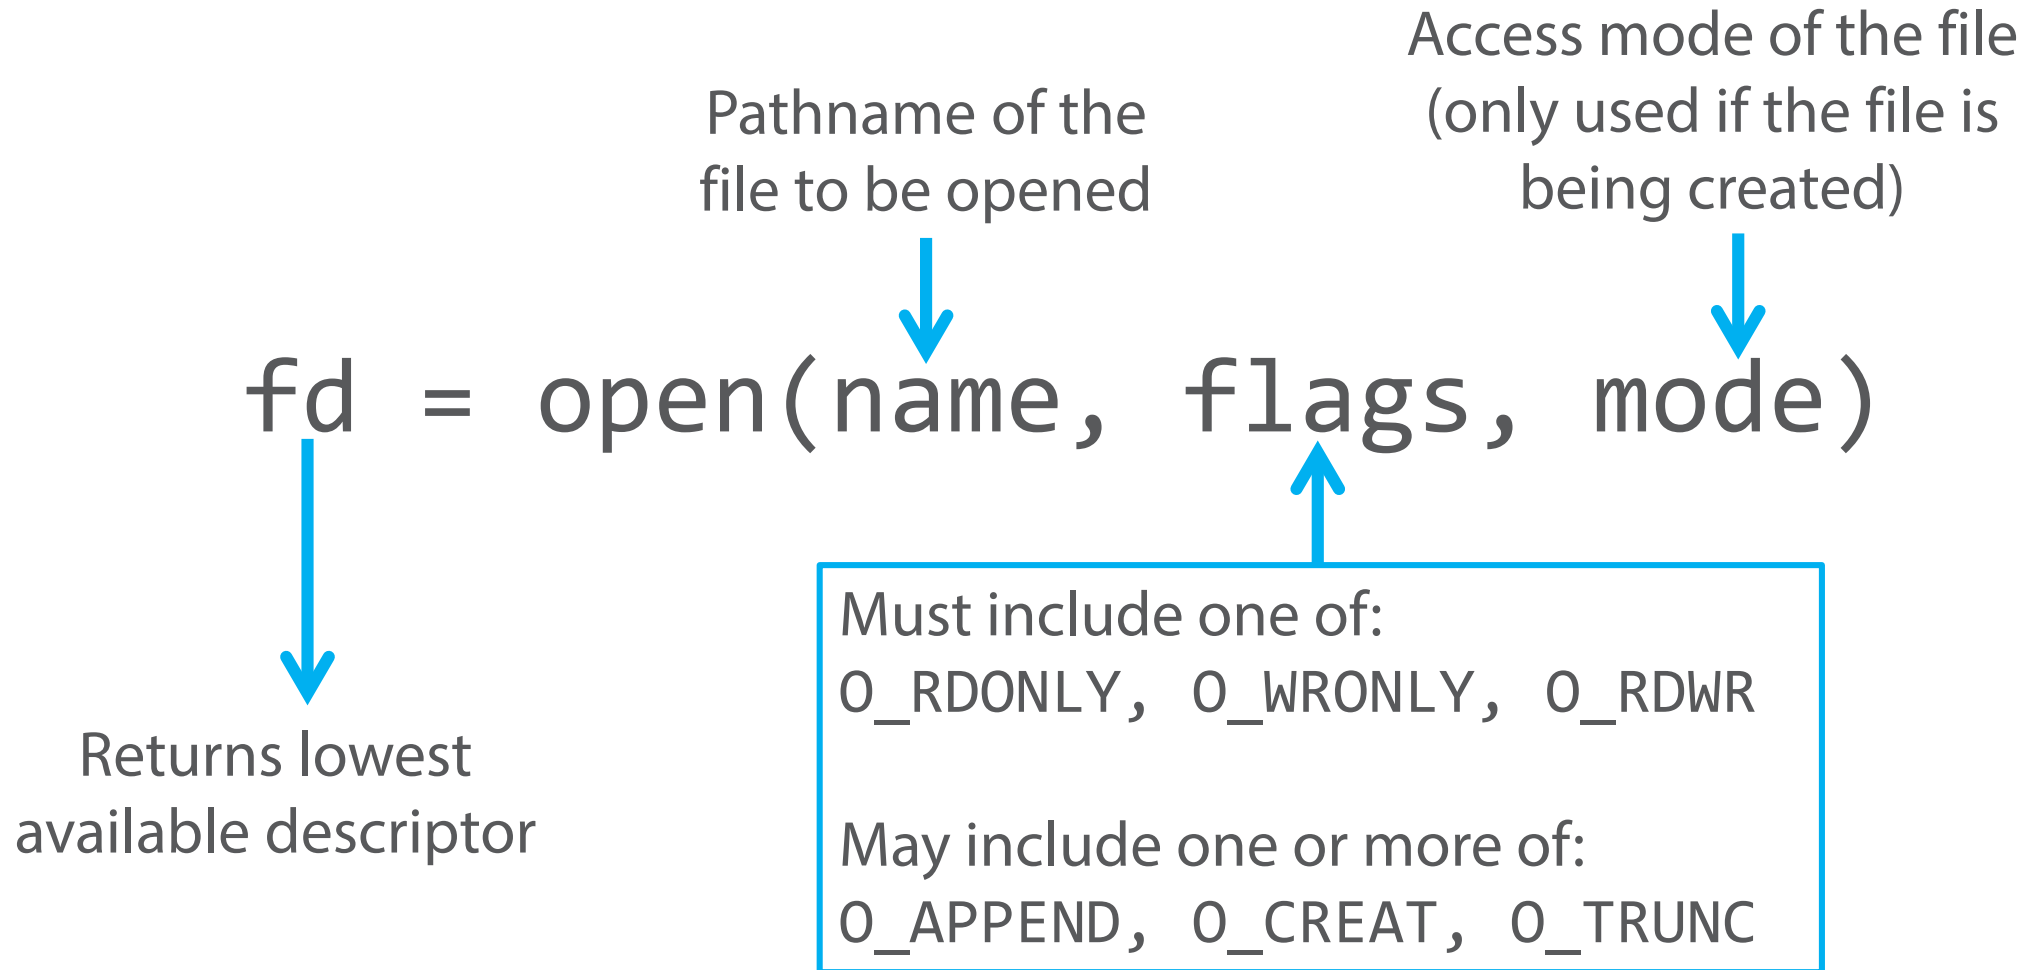 Access mode of the file
(only used if the file is
being created)
Pathname of the
file to be opened
fd = open(name, flags, mode)
Must include one of:
O_RDONLY, O_WRONLY, O_RDWR
May include one or more of:
O_APPEND, O_CREAT, O_TRUNC
Returns lowest
available descriptor